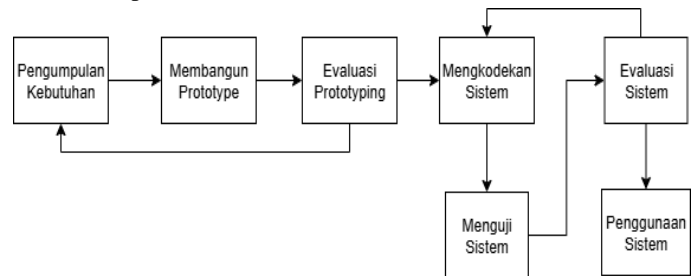 Pengumpulan
Kebutuhan
Membangun
Prototype
Evaluasi
Prototyping
Mengkodekan
Sistem
Evaluasi
Sistem
Menguji
Sistem
Penggunaan
Sistem